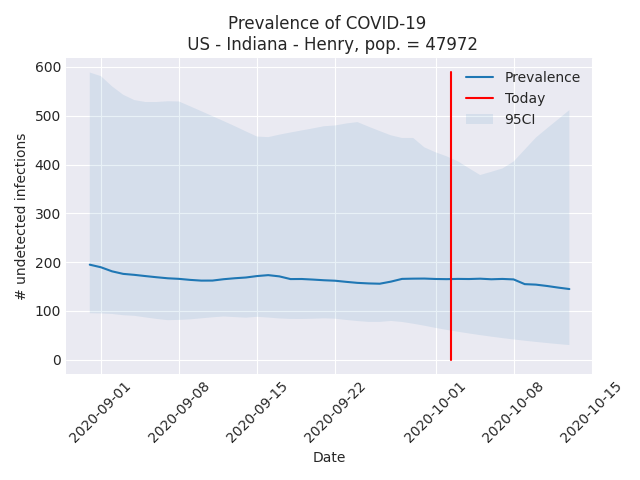 Prevalence of COVID-19
US - Indiana - Henry, pop. = 47972
Prevalence
Today
95CI
# undetected infections
600
500
400
300
200
100
0
2020-09-01
2020-09-08
2020-09-15
2020-09-22
2020-10-01
2020-10-08
2020-10-15
Date